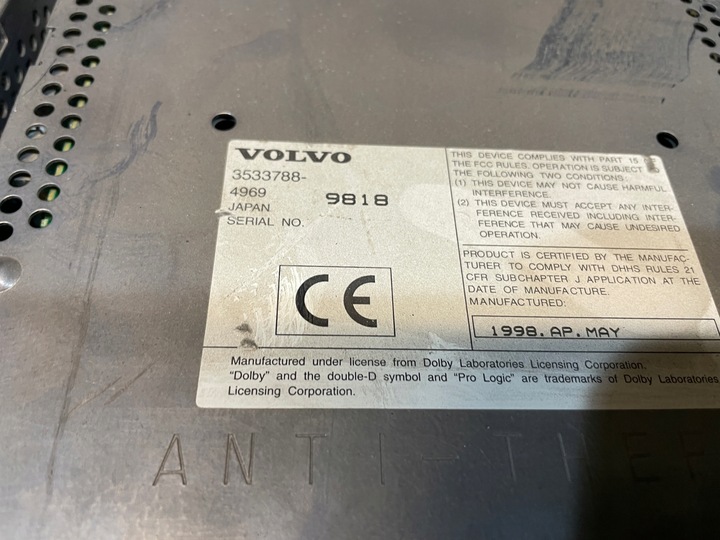 VOLVO
3533788-
4969
9818
JAPAN
SERIAL NO.
CE
THIS DEVICE COMPLIES WITH PART 15
THE FCC RULES. OPERATION IS SUBJECT
THE FOLLOWING TWO CONDITIONS:
(1) THIS DEVICE MAY NOT CAUSE HARMFUL
INTERFERENCE.
(2) THIS DEVICE MUST ACCEPT ANY INTER-
FERENCE RECEIVED INCLUDING INTER-
FERENCE THAT MAY CAUSE UNDESIRED
OPERATION.
PRODUCT IS CERTIFIED BY THE MANUFAC-
TURER TO COMPLY WITH DHHS RULES 21
CFR SUBCHAPTER J APPLICATION AT THE
DATE OF MANUFACTURE.
MANUFACTURED:
1998. AP. MAY
Manufactured under license from Dolby Laboratories Licensing Corporation.
"Dolby" and the double-D symbol and "Pro Logic" are trademarks of Dolby Laboratories
Licensing Corporation.
ANTI-THEF